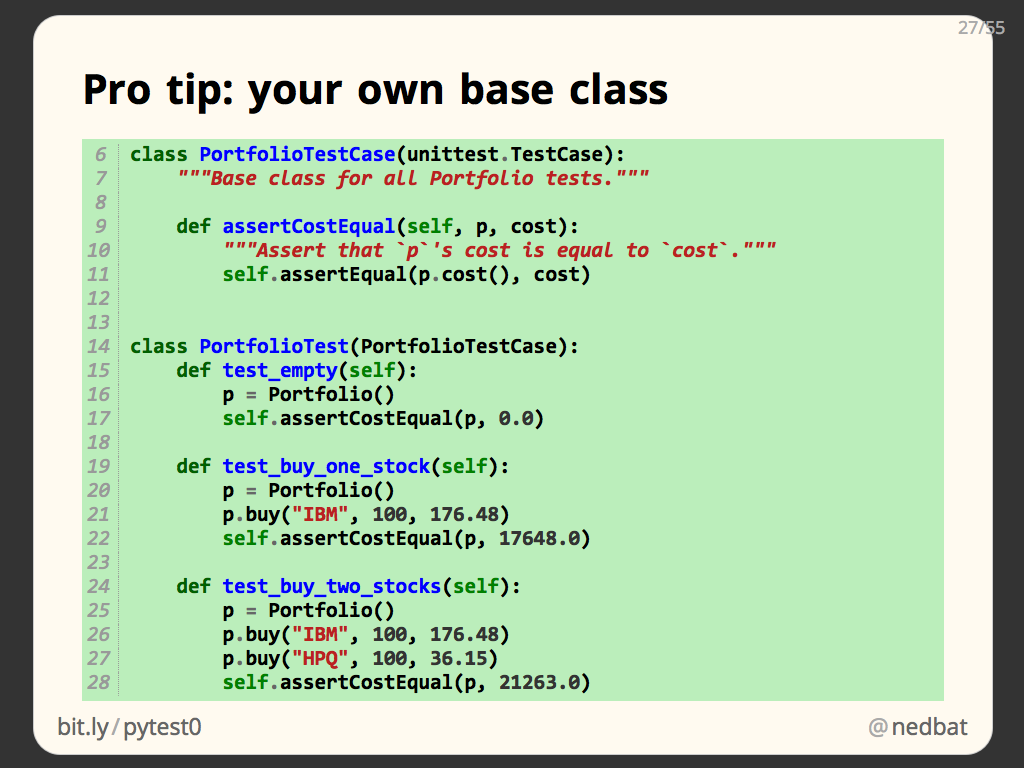 27/55
Pro tip: your own base class
6 class PortfolioTestCase(unittest.TestCase):
7     """Base class for all Portfolio tests."""
8
9     def assertCostEqual(self, p, cost):
10         """Assert that `p`'s cost is equal to `cost`."""
11         self.assertEqual(p.cost(), cost)
12
13
14 class PortfolioTest(PortfolioTestCase):
15     def test_empty(self):
16         p = Portfolio()
17         self.assertCostEqual(p, 0.0)
18
19     def test_buy_one_stock(self):
20         p = Portfolio()
21         p.buy("IBM", 100, 176.48)
22         self.assertCostEqual(p, 17648.0)
23
24     def test_buy_two_stocks(self):
25         p = Portfolio()
26         p.buy("IBM", 100, 176.48)
27         p.buy("HPQ", 100, 36.15)
28         self.assertCostEqual(p, 21263.0)
bit.ly/pytest0
@nedbat